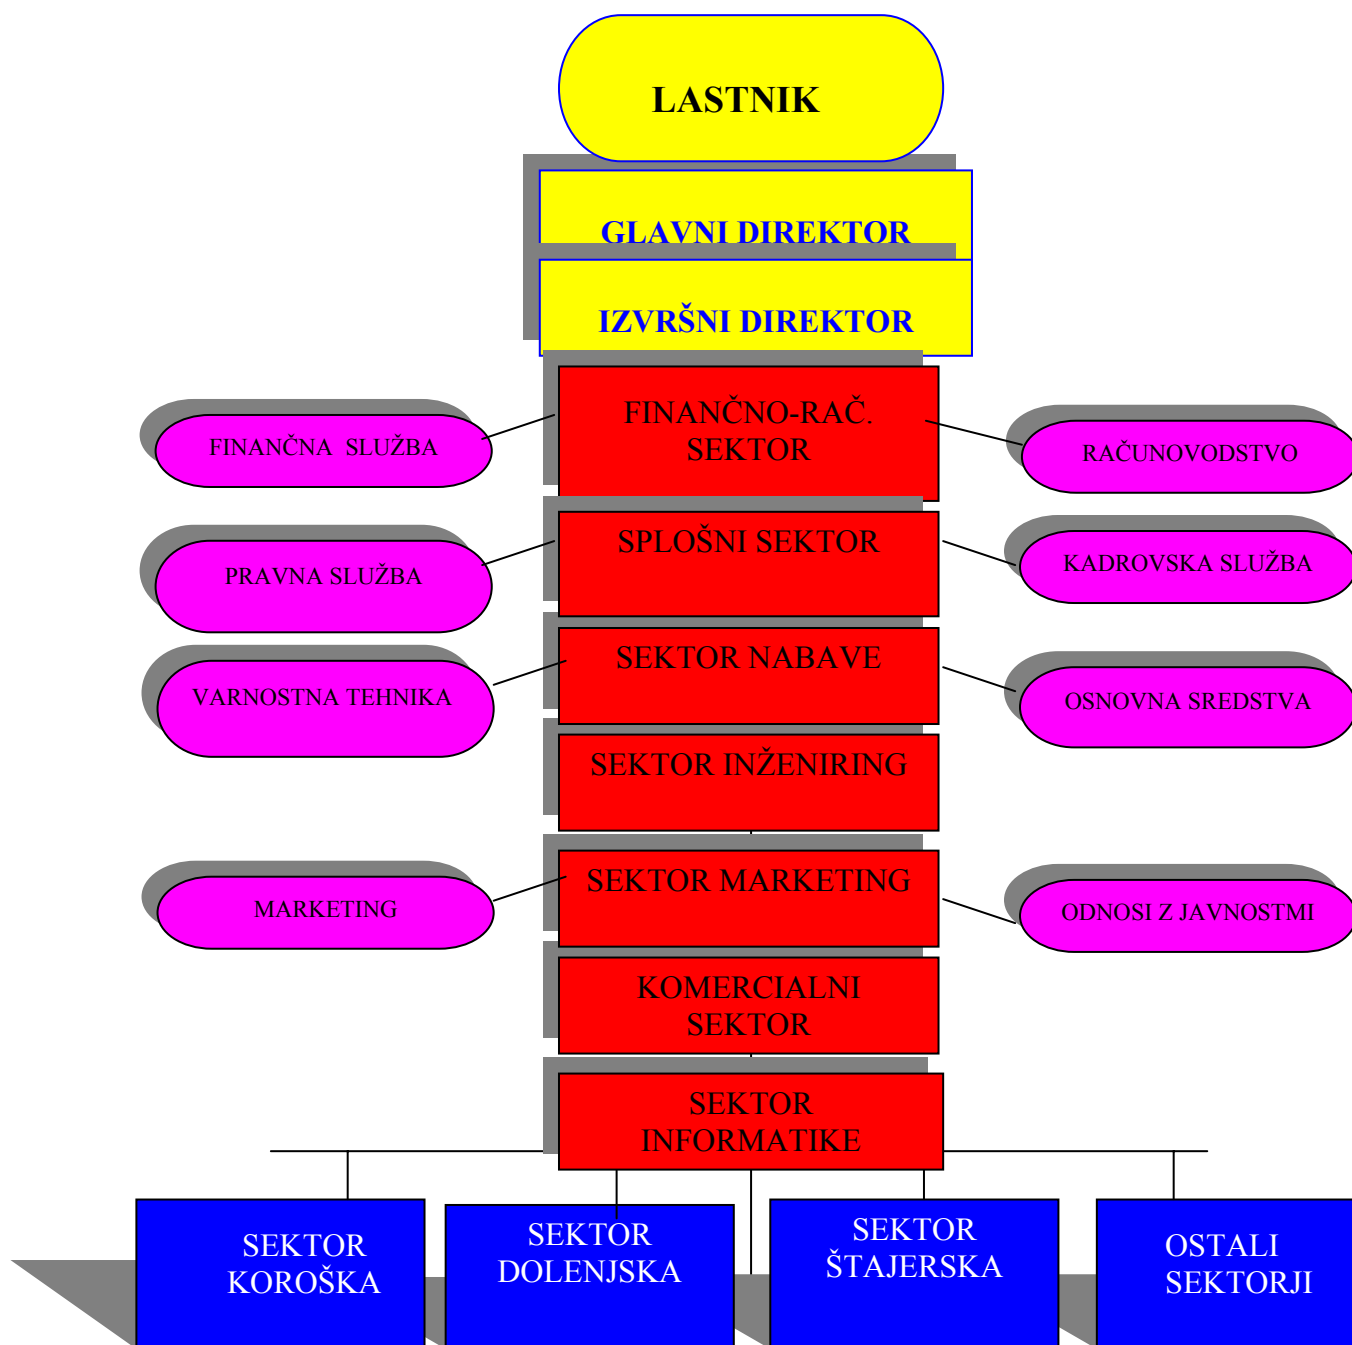 LASTNIK
GLAVNI DIREKTOR
IZVRŠNI DIREKTOR
FINANČNO-RAČ.
SEKTOR
FINANČNA SLUŽBA
RAČUNOVODSTVO
SPLOŠNI SEKTOR
PRAVNA SLUŽBA
KADROVSKA SLUŽBA
SEKTOR NABAVE
VARNOSTNA TEHNIKA
OSNOVNA SREDSTVA
SEKTOR INŽENIRING
SEKTOR MARKETING
MARKETING
ODNOSI Z JAVNOSTMI
KOMERCIALNI
SEKTOR
SEKTOR
INFORMATIKE
SEKTOR
KOROŠKA
SEKTOR
DOLENJSKA
SEKTOR
ŠTAJERSKA
OSTALI
SEKTORJI